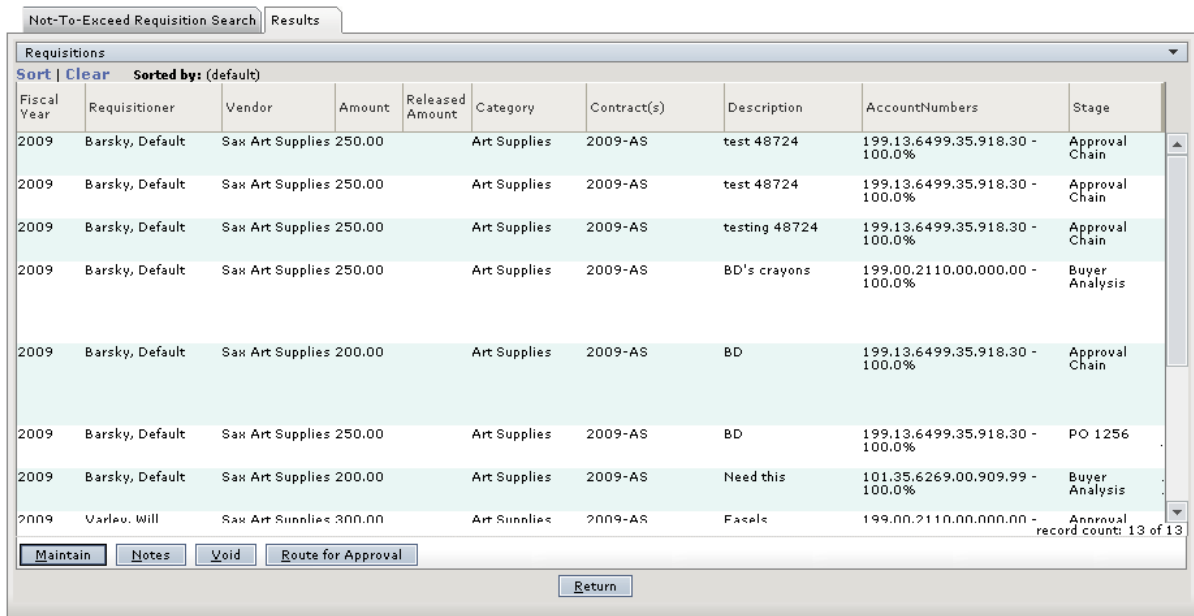 Not-To-Exceed Requisition Search Results
Requisitions
Sort | Clear Sorted by: (default)
Fiscal Year Requisitioner Vendor Amount Released Amount Category Contract(s) Description AccountNumbers Stage
2009 Barsky, Default Sax Art Supplies 250.00 Art Supplies 2009-AS test 48724 199.13.6499.35.918.30 - Approval
100.0% Chain
2009 Barsky, Default Sax Art Supplies 250.00 Art Supplies 2009-AS test 48724 199.13.6499.35.918.30 - Approval
100.0% Chain
2009 Barsky, Default Sax Art Supplies 250.00 Art Supplies 2009-AS testing 48724 199.13.6499.35.918.30 - Approval
100.0% Chain
2009 Barsky, Default Sax Art Supplies 250.00 Art Supplies 2009-AS BD's crayons 199.00.2110.00.000.00 - Buyer
100.0% Analysis
2009 Barsky, Default Sax Art Supplies 200.00 Art Supplies 2009-AS BD 199.13.6499.35.918.30 - Approval
100.0% Chain
2009 Barsky, Default Sax Art Supplies 250.00 Art Supplies 2009-AS BD 199.13.6499.35.918.30 - PO 1256
100.0%
2009 Barsky, Default Sax Art Supplies 200.00 Art Supplies 2009-AS Need this 101.35.6269.00.909.99 - Buyer
100.0% Analysis
2009 Varley, Will Sax Art Supplies 300.00 Art Supplies 2009-AS Easels 199.00.2110.00.000.00 - Approval
record count: 13 of 13
Maintain Notes Void Route for Approval
Return